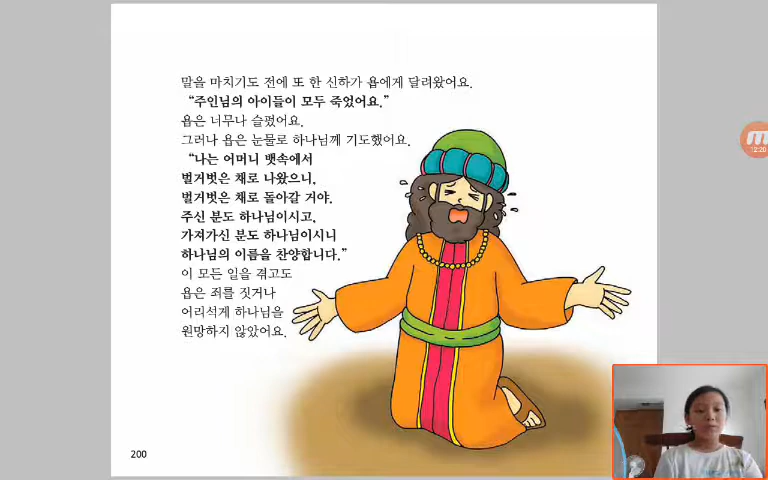 말을 마치기도 전에 또 한 신하가 욥에게 달려왔어요.
“주인님의 아이들이 모두 죽었어요.”
욥은 너무나 슬펐어요.
그러나 욥은 눈물로 하나님께 기도했어요.
“나는 어머니 뱃속에서
벌거벗은 채로 나왔으니,
벌거벗은 채로 돌아갈 거야.
주신 분도 하나님이시고,
가져가신 분도 하나님이시니
하나님의 이름을 찬양합니다.”
이 모든 일을 겪고도
욥은 죄를 짓거나
어리석게 하나님을
원망하지 않았어요.
200
12:20